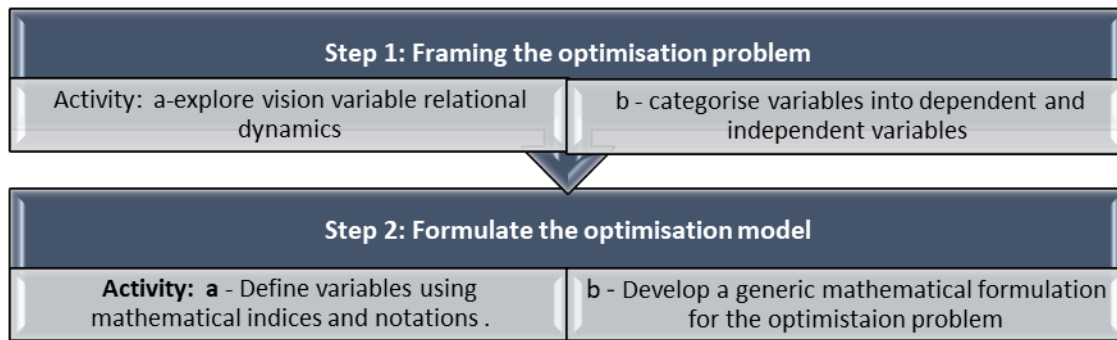 Step 1: Framing the optimisation problem
Activity: a-explore vision variable relational
dynamics
b - categorise variables into dependent and
independent variables
Step 2: Formulate the optimisation model
Activity: a - Define variables using
mathematical indices and notations .
b - Develop a generic mathematical formulation
for the optimistaion problem